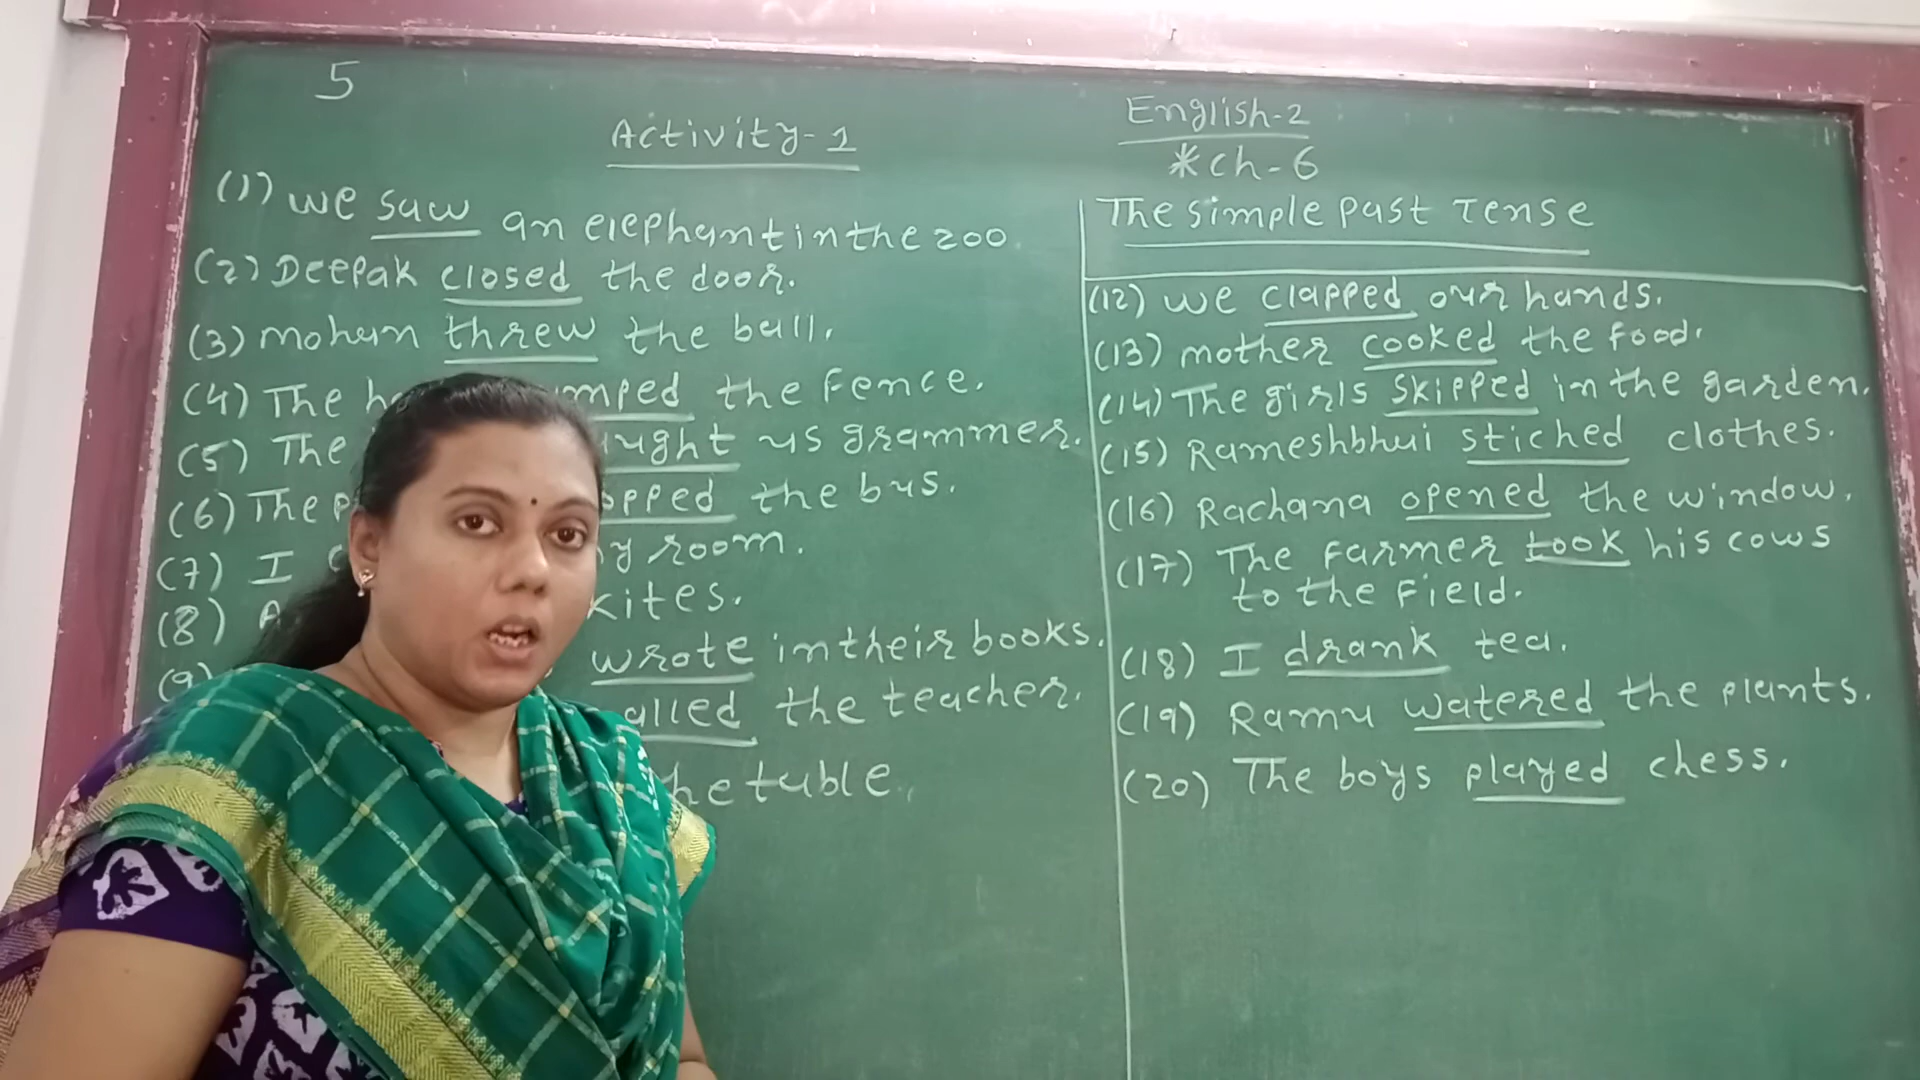 5
Activity-1
(1) we saw an elephant in the zoo.
(2) Deepak closed the door.
(3) mohan threw the ball.
(4) The mped the Fence.
(5) The ught us grammer.
(6) The p opped the bus.
(7) I room.
(8) A kites.
(9) wrote in their books.
alled the teacher.
he table.
English-2
*ch-6
The simple past Tense
(12) we clapped our hands.
(13) mother cooked the food.
(14) The girls skipped in the garden.
(15) Rameshbhai stiched clothes.
(16) Rachana opened the window.
(17) The Farmer took his cows
to the Field.
(18) I drank tea.
(19) Ramu watered the plants.
(20) The boys played chess.